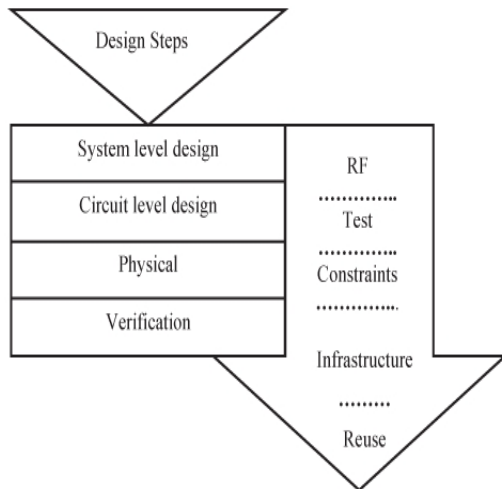 Design Steps
System level design
Circuit level design
Physical
Verification
RF
..............
Test
..............
Constraints
...............
Infrastructure
.........
Reuse